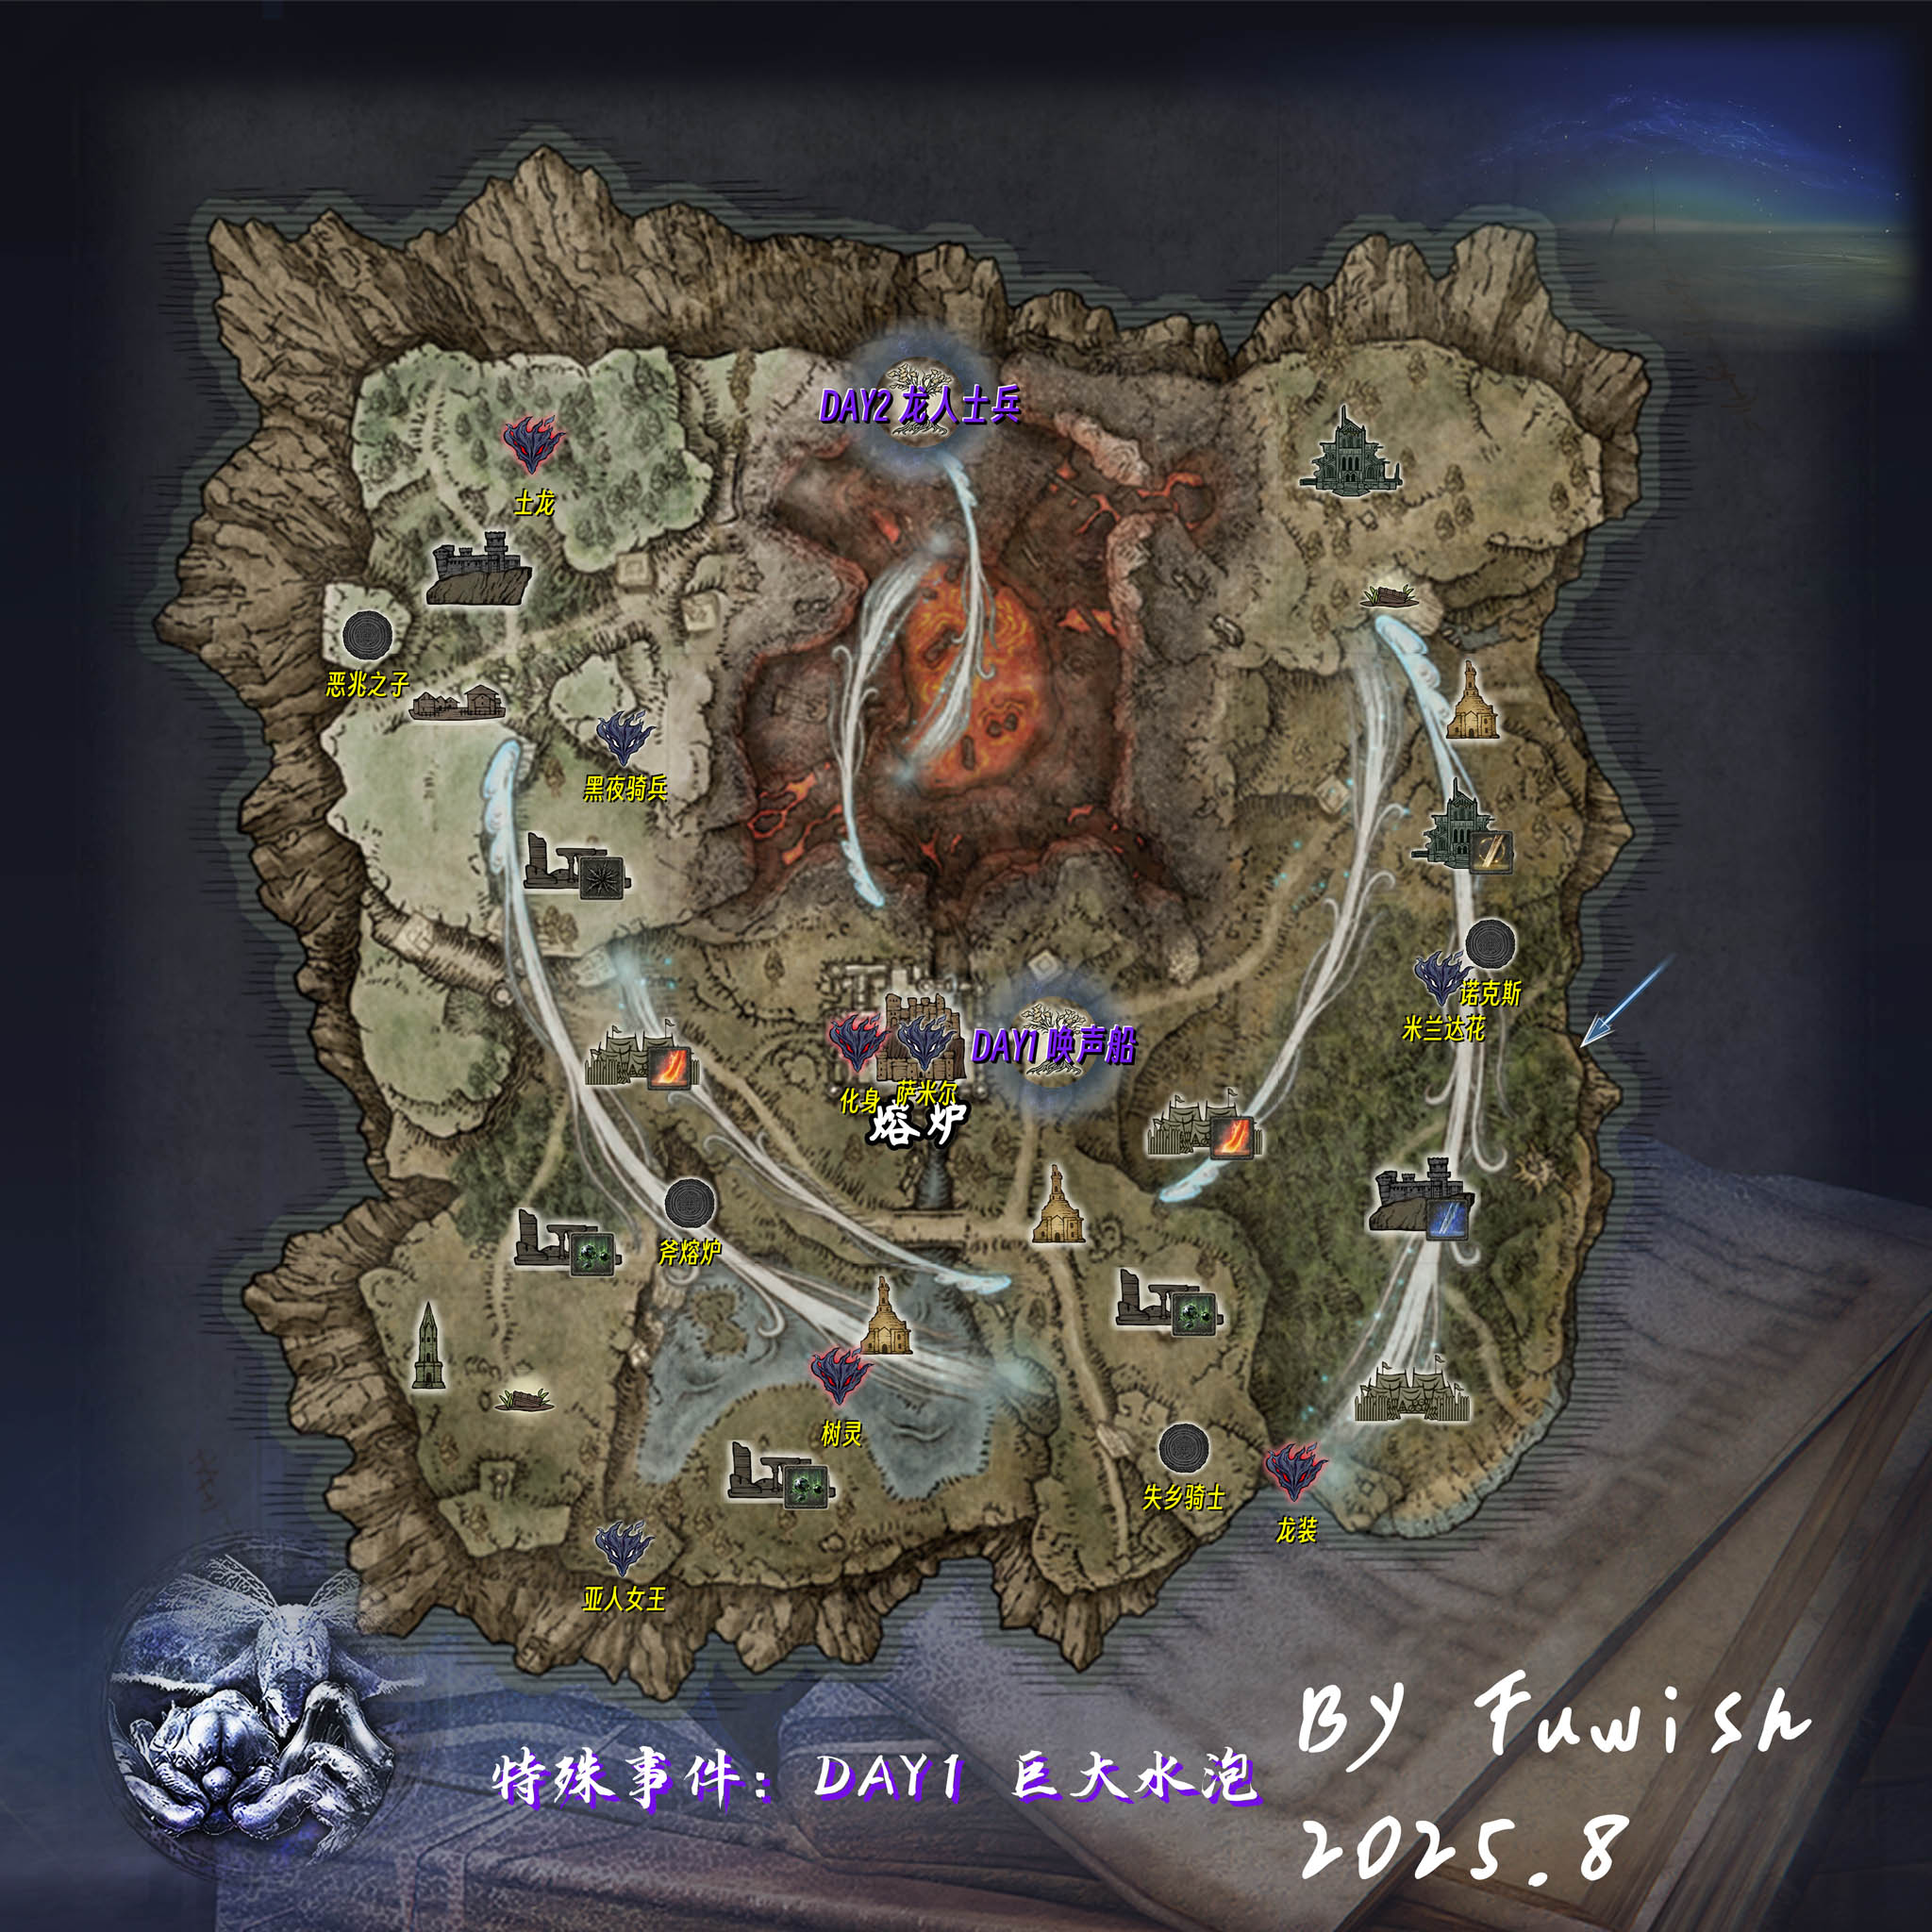 DAY2 龙人士兵
土龙
恶兆之子
黑夜骑兵
诺克斯
米兰达花
DAY1 唤声船
化身
萨米尔
熔炉
斧熔炉
树灵
失乡骑士
龙装
亚人女王
By Fuwish
特殊事件：DAY1 巨大水泡
2025.8